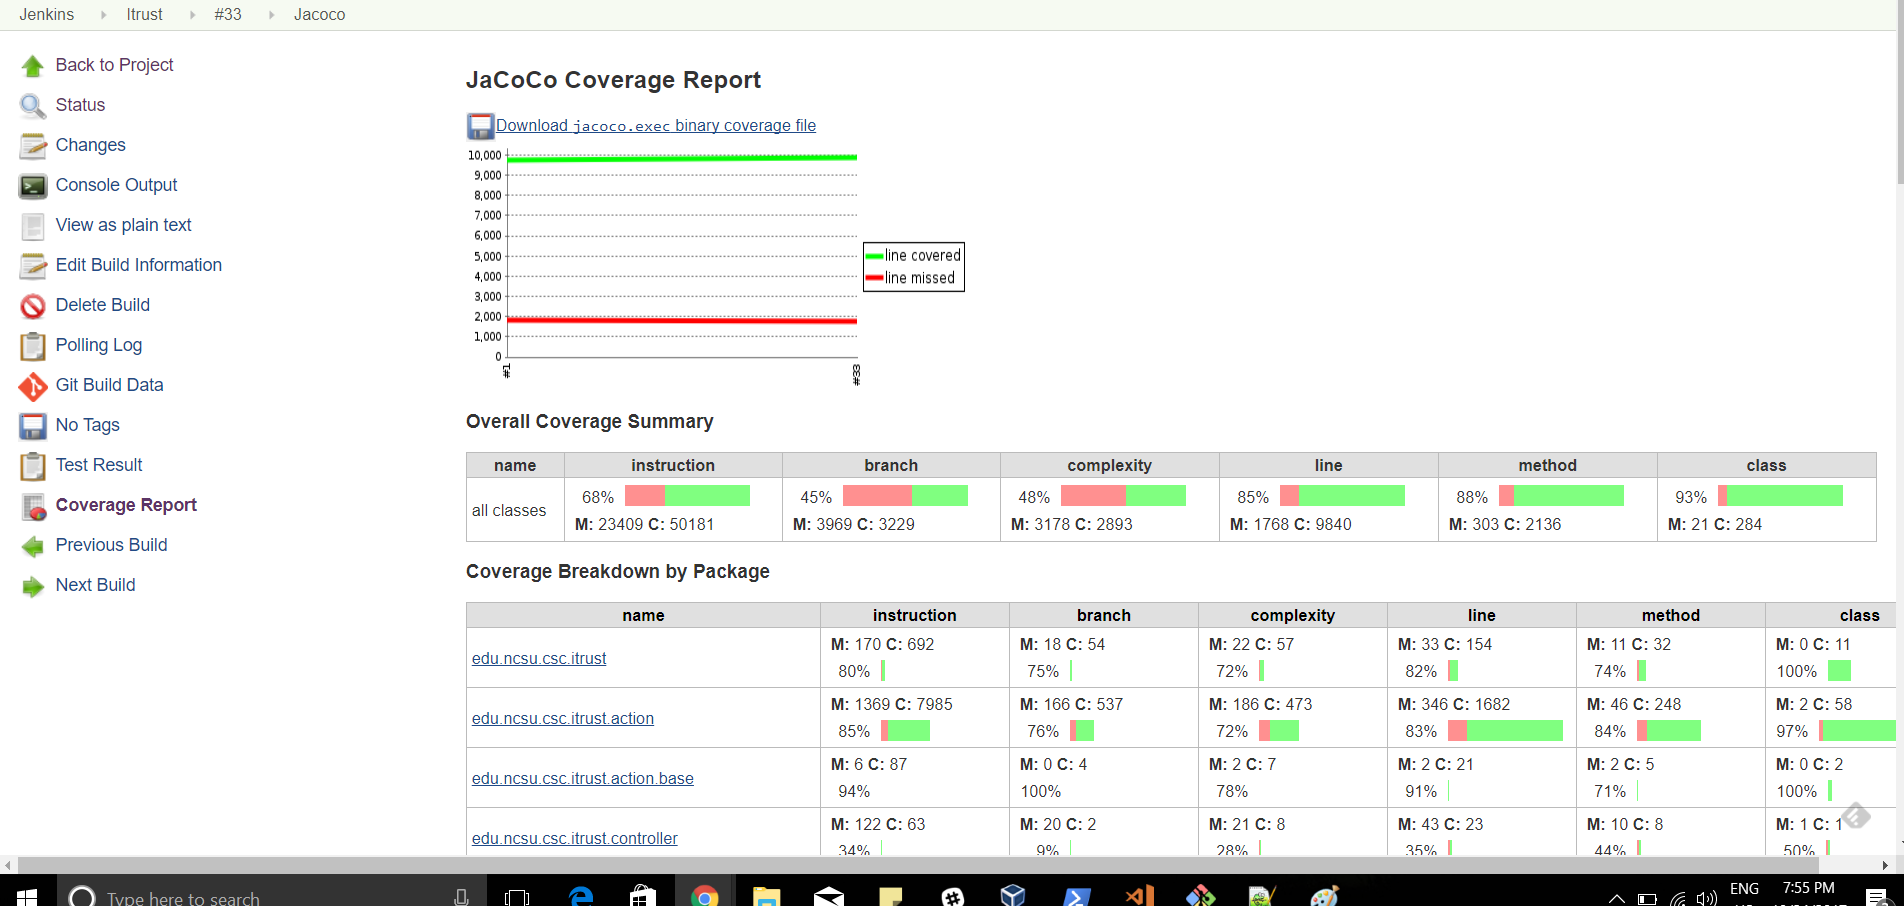 Jenkins Itrust #33 Jacoco
Back to Project
Status
Changes
Console Output
View as plain text
Edit Build Information
Delete Build
Polling Log
Git Build Data
No Tags
Test Result
Coverage Report
Previous Build
Next Build
JaCoCo Coverage Report
Download jacoco.exec binary coverage file
10,000
9,000
8,000
7,000
6,000
5,000
4,000
3,000
2,000
1,000
0
#1 #33
line covered
line missed
Overall Coverage Summary
name instruction branch complexity line method class
all classes
68% 45% 48% 85% 88% 93%
M: 23409 C: 50181 M: 3969 C: 3229 M: 3178 C: 2893 M: 1768 C: 9840 M: 303 C: 2136 M: 21 C: 284
Coverage Breakdown by Package
name instruction branch complexity line method class
edu.ncsu.csc.itrust
M: 170 C: 692 M: 18 C: 54 M: 22 C: 57 M: 33 C: 154 M: 11 C: 32 M: 0 C: 11
80% 75% 72% 82% 74% 100%
edu.ncsu.csc.itrust.action
M: 1369 C: 7985 M: 166 C: 537 M: 186 C: 473 M: 346 C: 1682 M: 46 C: 248 M: 2 C: 58
85% 76% 72% 83% 84% 97%
edu.ncsu.csc.itrust.action.base
M: 6 C: 87 M: 0 C: 4 M: 2 C: 7 M: 2 C: 21 M: 2 C: 5 M: 0 C: 2
94% 100% 78% 91% 71% 100%
edu.ncsu.csc.itrust.controller
M: 122 C: 63 M: 20 C: 2 M: 21 C: 8 M: 43 C: 23 M: 10 C: 8 M: 1 C: 1
34% 9% 28% 35% 44% 50%
Type here to search
ENG
7:55 PM